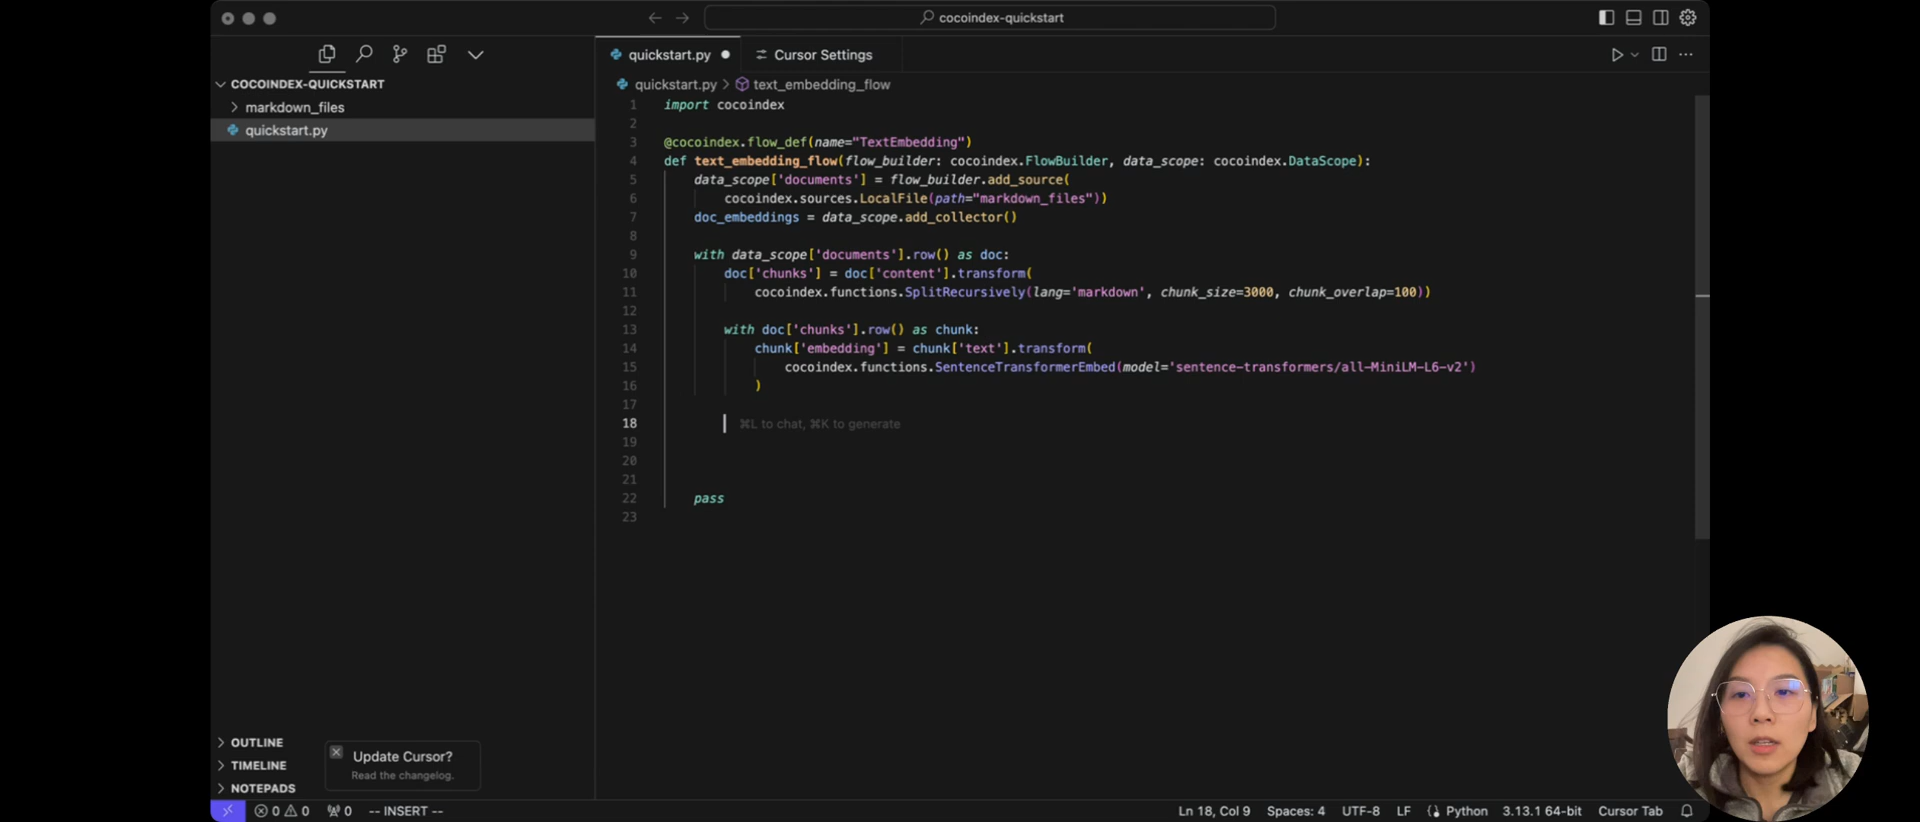 cocoindex-quickstart
quickstart.py
Cursor Settings
COCOINDEX-QUICKSTART
markdown_files
quickstart.py
quickstart.py > text_embedding_flow
1 import cocoindex
2
3 @cocoindex.flow_def(name="TextEmbedding")
4 def text_embedding_flow(flow_builder: cocoindex.FlowBuilder, data_scope: cocoindex.DataScope):
5 data_scope['documents'] = flow_builder.add_source(
6 cocoindex.sources.LocalFile(path="markdown_files"))
7 doc_embeddings = data_scope.add_collector()
8
9 with data_scope['documents'].row() as doc:
10 doc['chunks'] = doc['content'].transform(
11 cocoindex.functions.SplitRecursively(lang='markdown', chunk_size=3000, chunk_overlap=100))
12
13 with doc['chunks'].row() as chunk:
14 chunk['embedding'] = chunk['text'].transform(
15 cocoindex.functions.SentenceTransformerEmbed(model='sentence-transformers/all-MiniLM-L6-v2')
16 )
17
18 ⌘L to chat, ⌘K to generate
19
20
21
22 pass
23
OUTLINE
TIMELINE
NOTEPADS
Update Cursor?
Read the changelog.
0 0 0 -- INSERT --
Ln 18, Col 9 Spaces: 4 UTF-8 LF Python 3.13.1 64-bit Cursor Tab